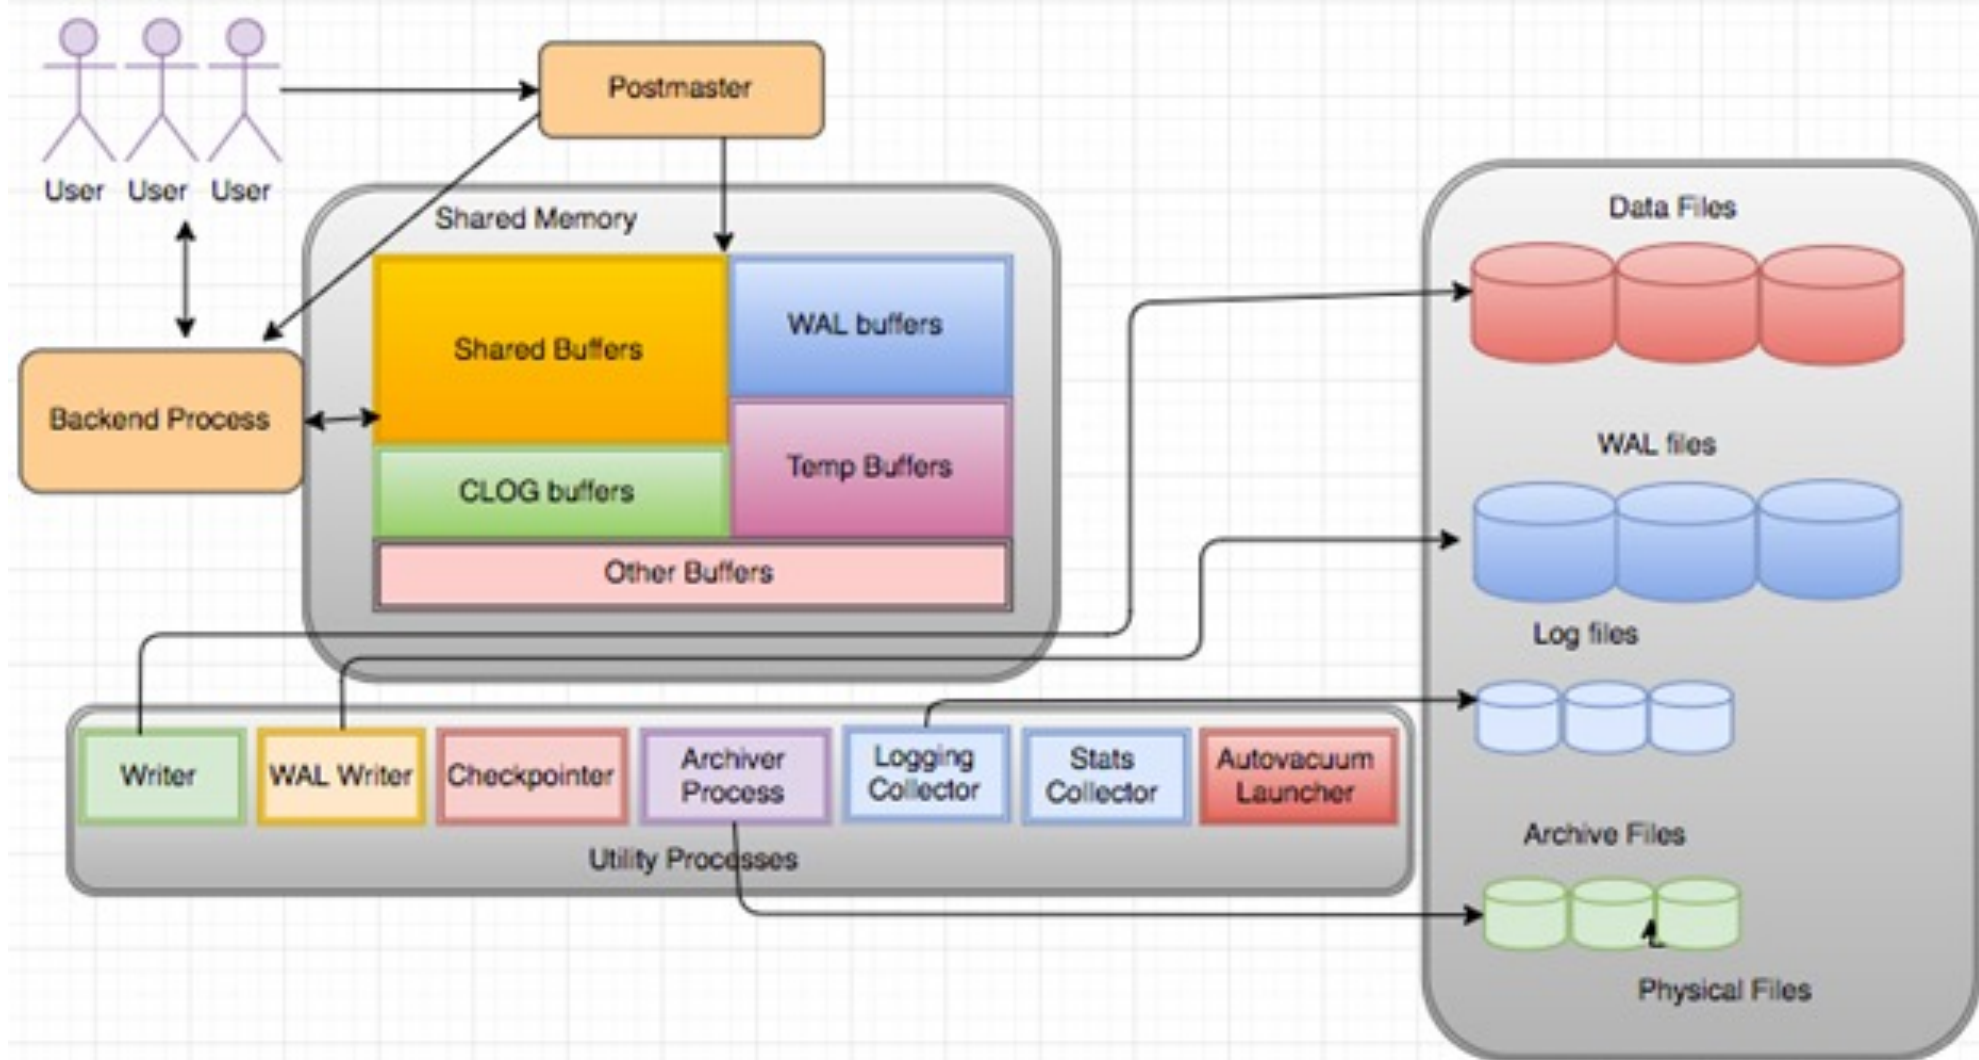 Postmaster
User User User
Shared Memory
Data Files
Shared Buffers
WAL buffers
Backend Process
CLOG buffers
Temp Buffers
WAL files
Other Buffers
Log files
Writer
WAL Writer
Checkpointer
Archiver
Process
Logging
Collector
Stats
Collector
Autovacuum
Launcher
Utility Processes
Archive Files
Physical Files